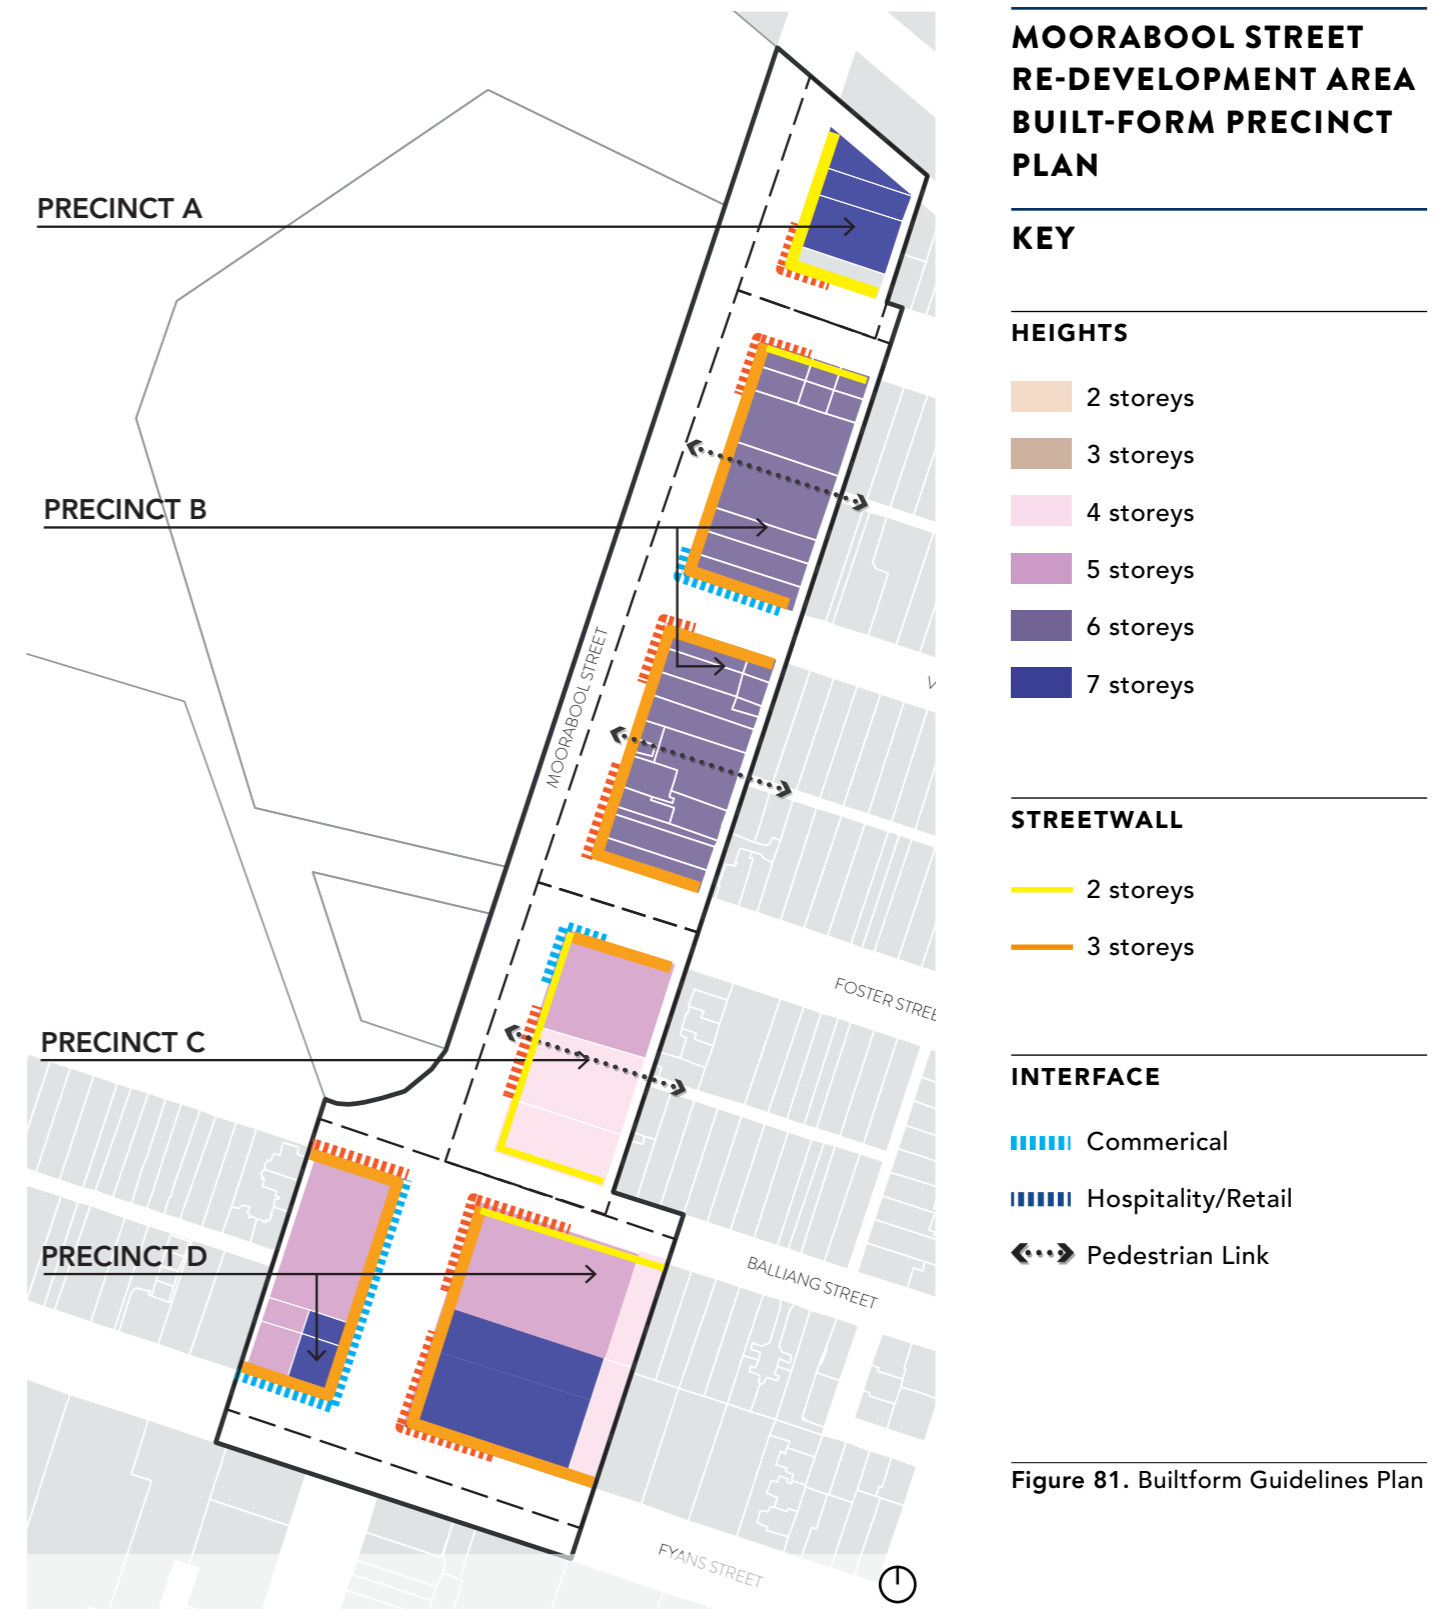 MOORABOOL STREET
RE-DEVELOPMENT AREA
BUILT-FORM PRECINCT
PLAN
KEY
HEIGHTS
2 storeys
3 storeys
4 storeys
5 storeys
6 storeys
7 storeys
STREETWALL
2 storeys
3 storeys
INTERFACE
Commerical
Hospitality/Retail
Pedestrian Link
Figure 81. Builtform Guidelines Plan
PRECINCT A
PRECINCT B
MOORABOOL STREET
V
FOSTER STREE
PRECINCT C
PRECINCT D
BALLIANG STREET
FYANS STREET